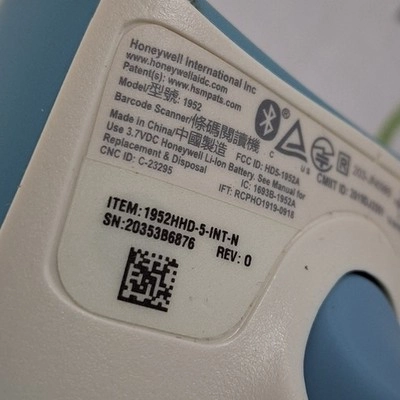 Honeywell International Inc
www.honeywellaidc.com
Patent(s): www.hsmpats.com
Model/型號: 1952
Barcode Scanner/條碼閱讀機
Made in China/中國製造
FCC ID: HD5-1952A
Use 3.7VDC Honeywell Li-Ion Battery. See Manual for
IC: 1693B-1952A
Replacement & Disposal
IFT: RCPHO1919-0918
CNC ID: C-23295
ITEM:1952HHD-5-INT-N
SN:20353B6876
REV: 0
C
US